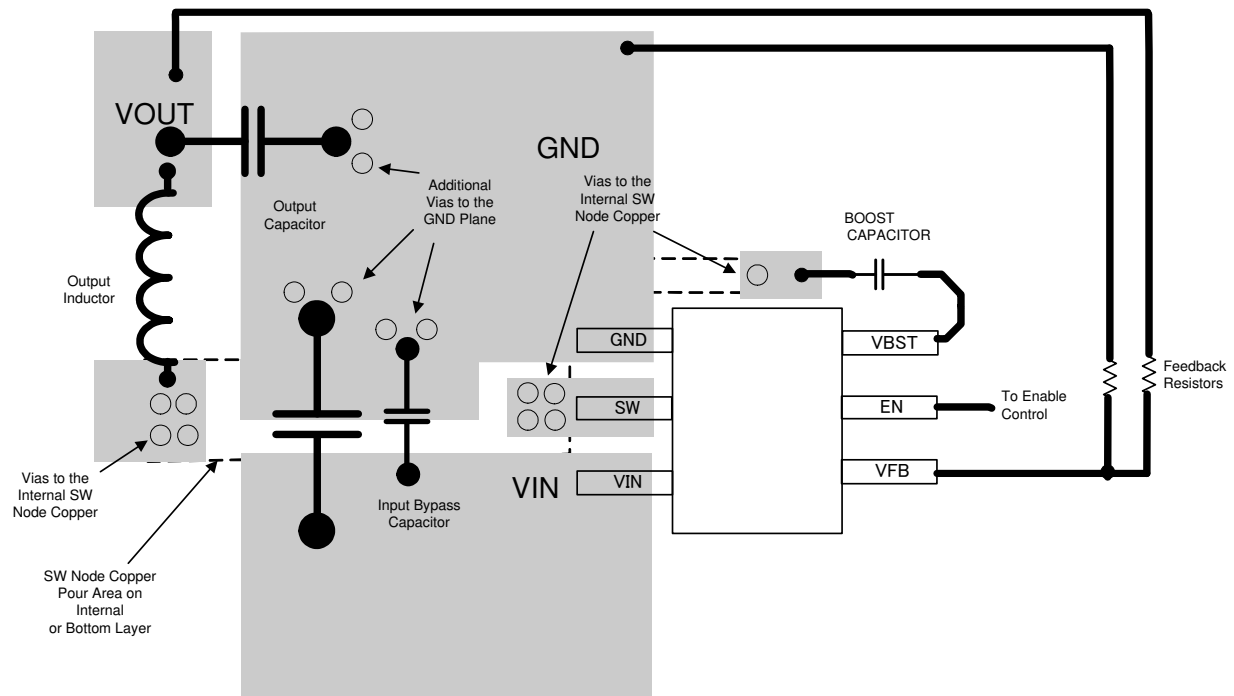 VOUT
GND
Output
Capacitor
Additional
Vias to the
GND Plane
Vias to the
Internal SW
Node Copper
BOOST
CAPACITOR
Output
Inductor
GND
VBST
SW
EN
To Enable
Control
Feedback
Resistors
VIN
VIN
VFB
Input Bypass
Capacitor
Vias to the
Internal SW
Node Copper
SW Node Copper
Pour Area on
Internal
or Bottom Layer